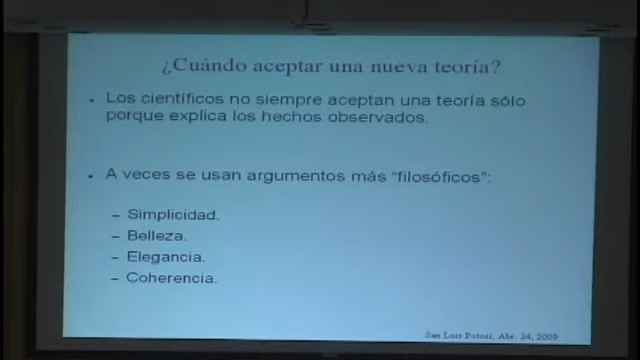 ¿Cuándo aceptar una nueva teoría?
• Los científicos no siempre aceptan una teoría sólo
porque explica los hechos observados.
• A veces se usan argumentos más “filosóficos”:
– Simplicidad.
– Belleza.
– Elegancia.
– Coherencia.
San Luis Potosí, Abr. 24, 2009